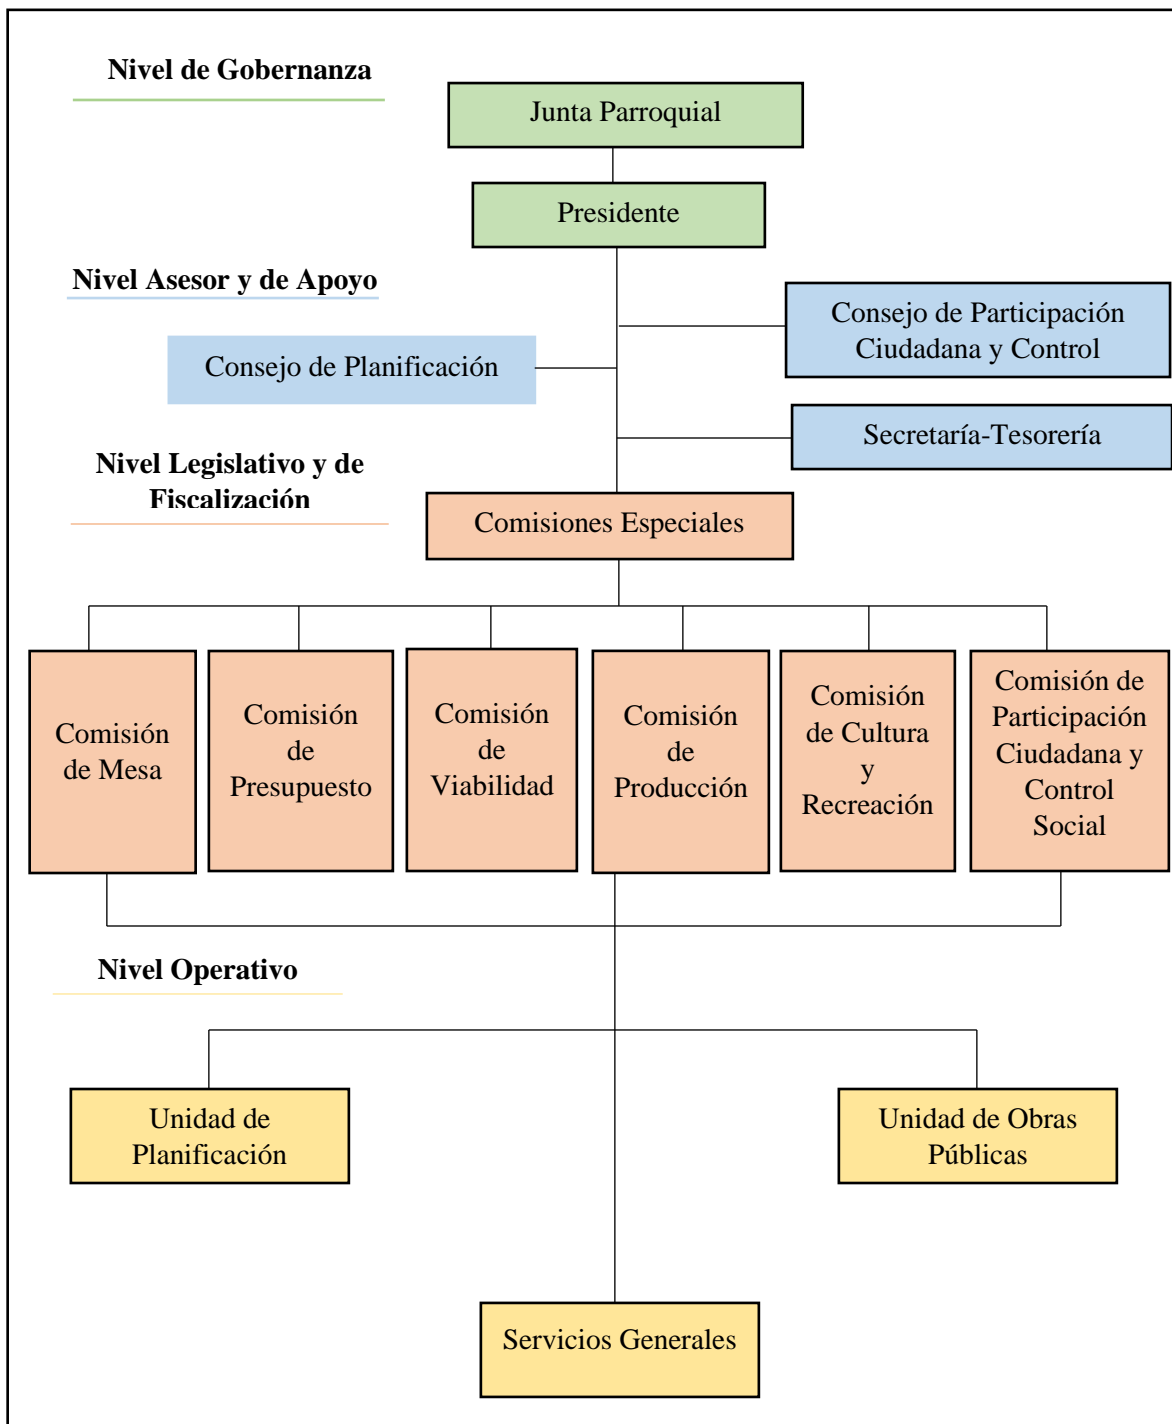 Nivel de Gobernanza
Junta Parroquial
Presidente
Nivel Asesor y de Apoyo
Consejo de Participación
Ciudadana y Control
Consejo de Planificación
Secretaría-Tesorería
Nivel Legislativo y de
Fiscalización
Comisiones Especiales
Comisión
de Mesa
Comisión
de
Presupuesto
Comisión
de
Viabilidad
Comisión
de
Producción
Comisión
de Cultura
y
Recreación
Comisión de
Participación
Ciudadana y
Control
Social
Nivel Operativo
Unidad de
Planificación
Unidad de Obras
Públicas
Servicios Generales